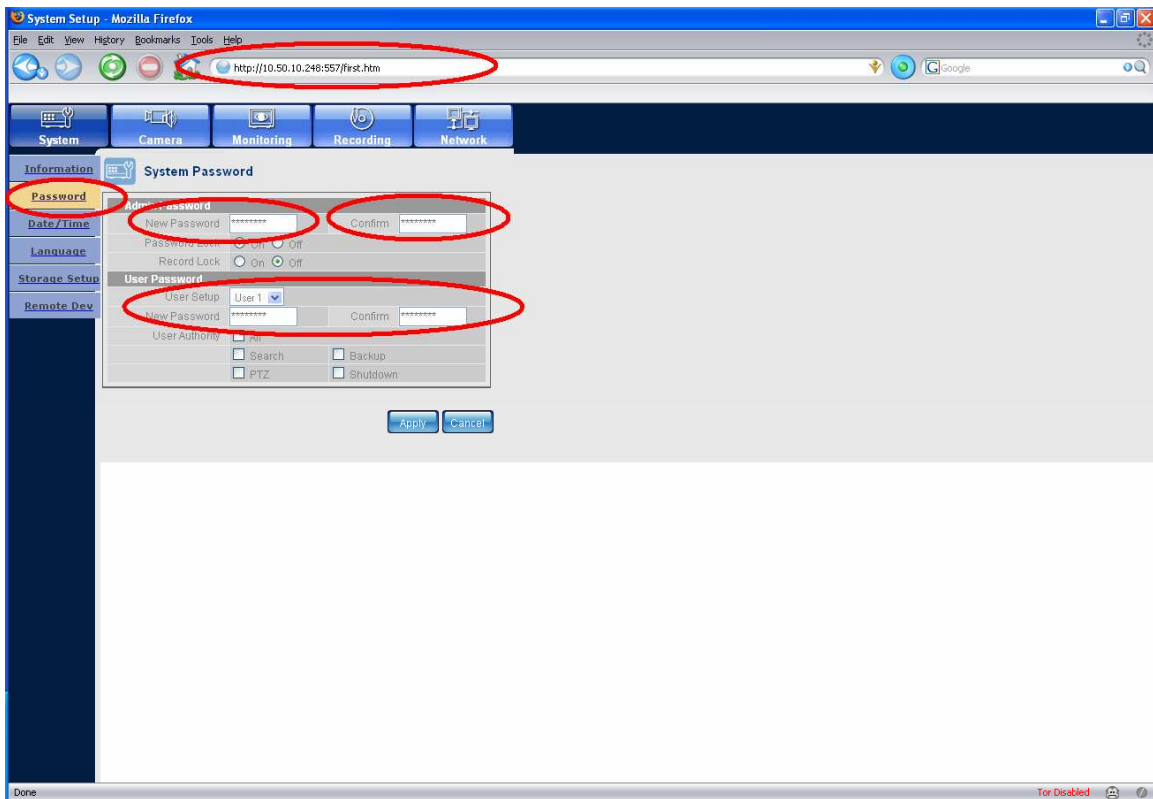 System Setup - Mozilla Firefox
File Edit View History Bookmarks Tools Help
http://10.50.10.248:557/first.htm
Google
System Camera Monitoring Recording Network
Information
Password
Date/Time
Language
Storage Setup
Remote Dev
System Password
Admin Password
New Password ******** Confirm ********
Password Lock On Off
Record Lock On Off
User Password
User Setup User 1
New Password ******** Confirm ********
User Authority All
Search Backup
PTZ Shutdown
Apply Cancel
Done Tor Disabled